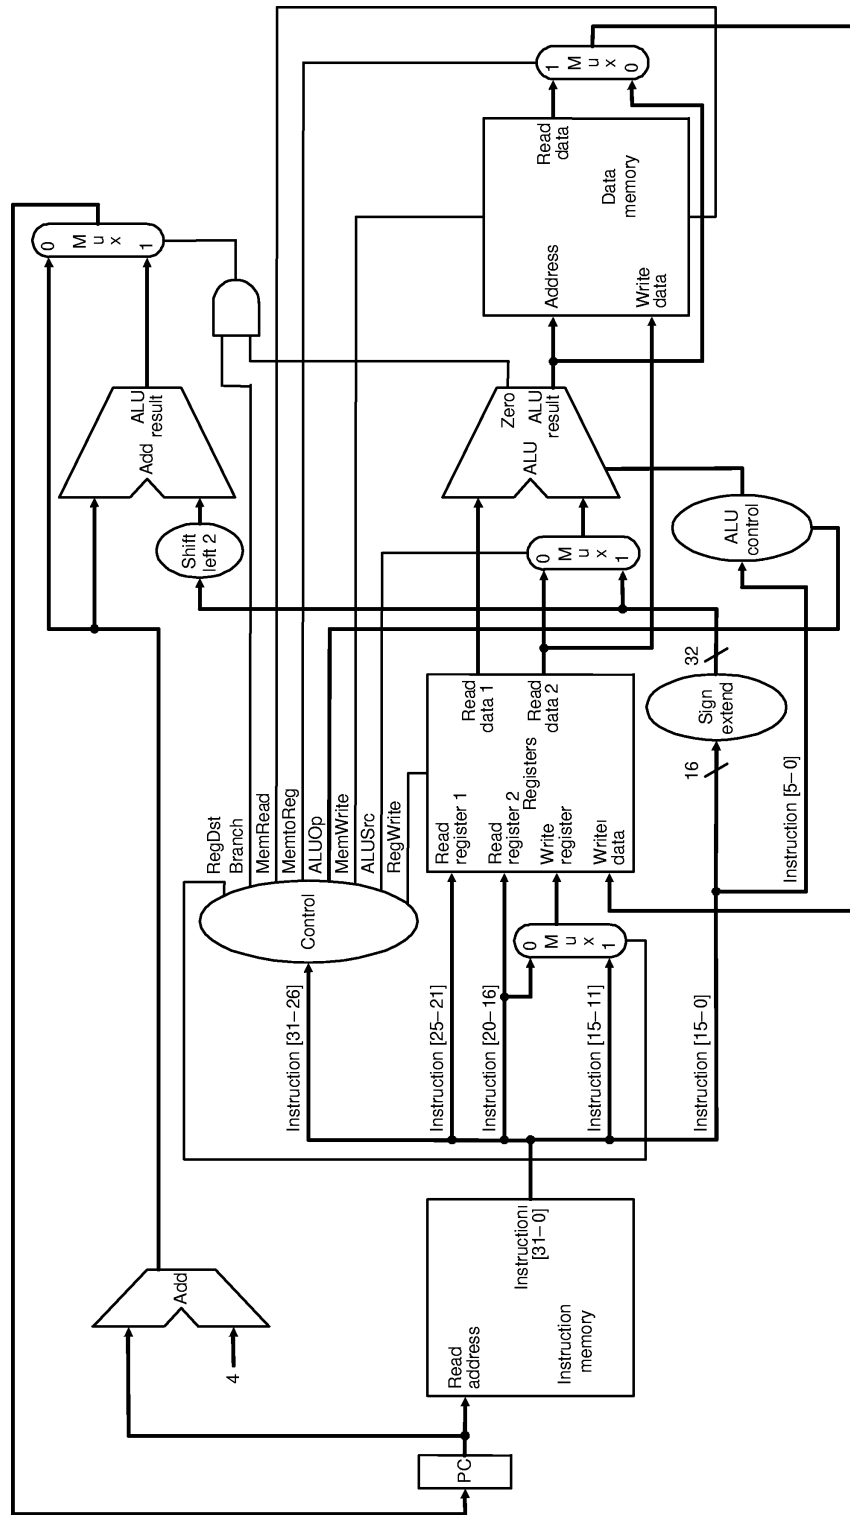 PC
Add
4
Read
address
Instruction
[31–0]
Instruction
memory
Instruction [31–26]
Instruction [25–21]
Instruction [20–16]
Instruction [15–11]
Instruction [15–0]
Instruction [5–0]
0
M
u
x
1
Control
RegDst
Branch
MemRead
MemtoReg
ALUOp
MemWrite
ALUSrc
RegWrite
Read
register 1
Read
register 2
Write
register
Write
data
Registers
Read
data 1
Read
data 2
16
Sign
extend
32
0
M
u
x
1
Shift
left 2
Add
ALU
result
ALU
Zero
ALU
result
ALU
control
0
M
u
x
1
Address
Write
data
Read
data
Data
memory
1
M
u
x
0